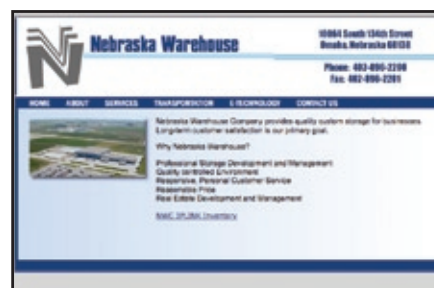 Nebraska Warehouse
10064 South 134th Street
Omaha, Nebraska 68138
Phone: 402-896-2200
Fax: 402-896-2201
HOME ABOUT SERVICES TRANSPORTATION E-TECHNOLOGY CONTACT US
Nebraska Warehouse Company provides quality custom storage for businesses.
Long-term customer satisfaction is our primary goal.
Why Nebraska Warehouse?
Professional Storage Development and Management
Quality controlled Environment
Responsive, Personal Customer Service
Reasonable Price
Real Estate Development and Management
Inventory